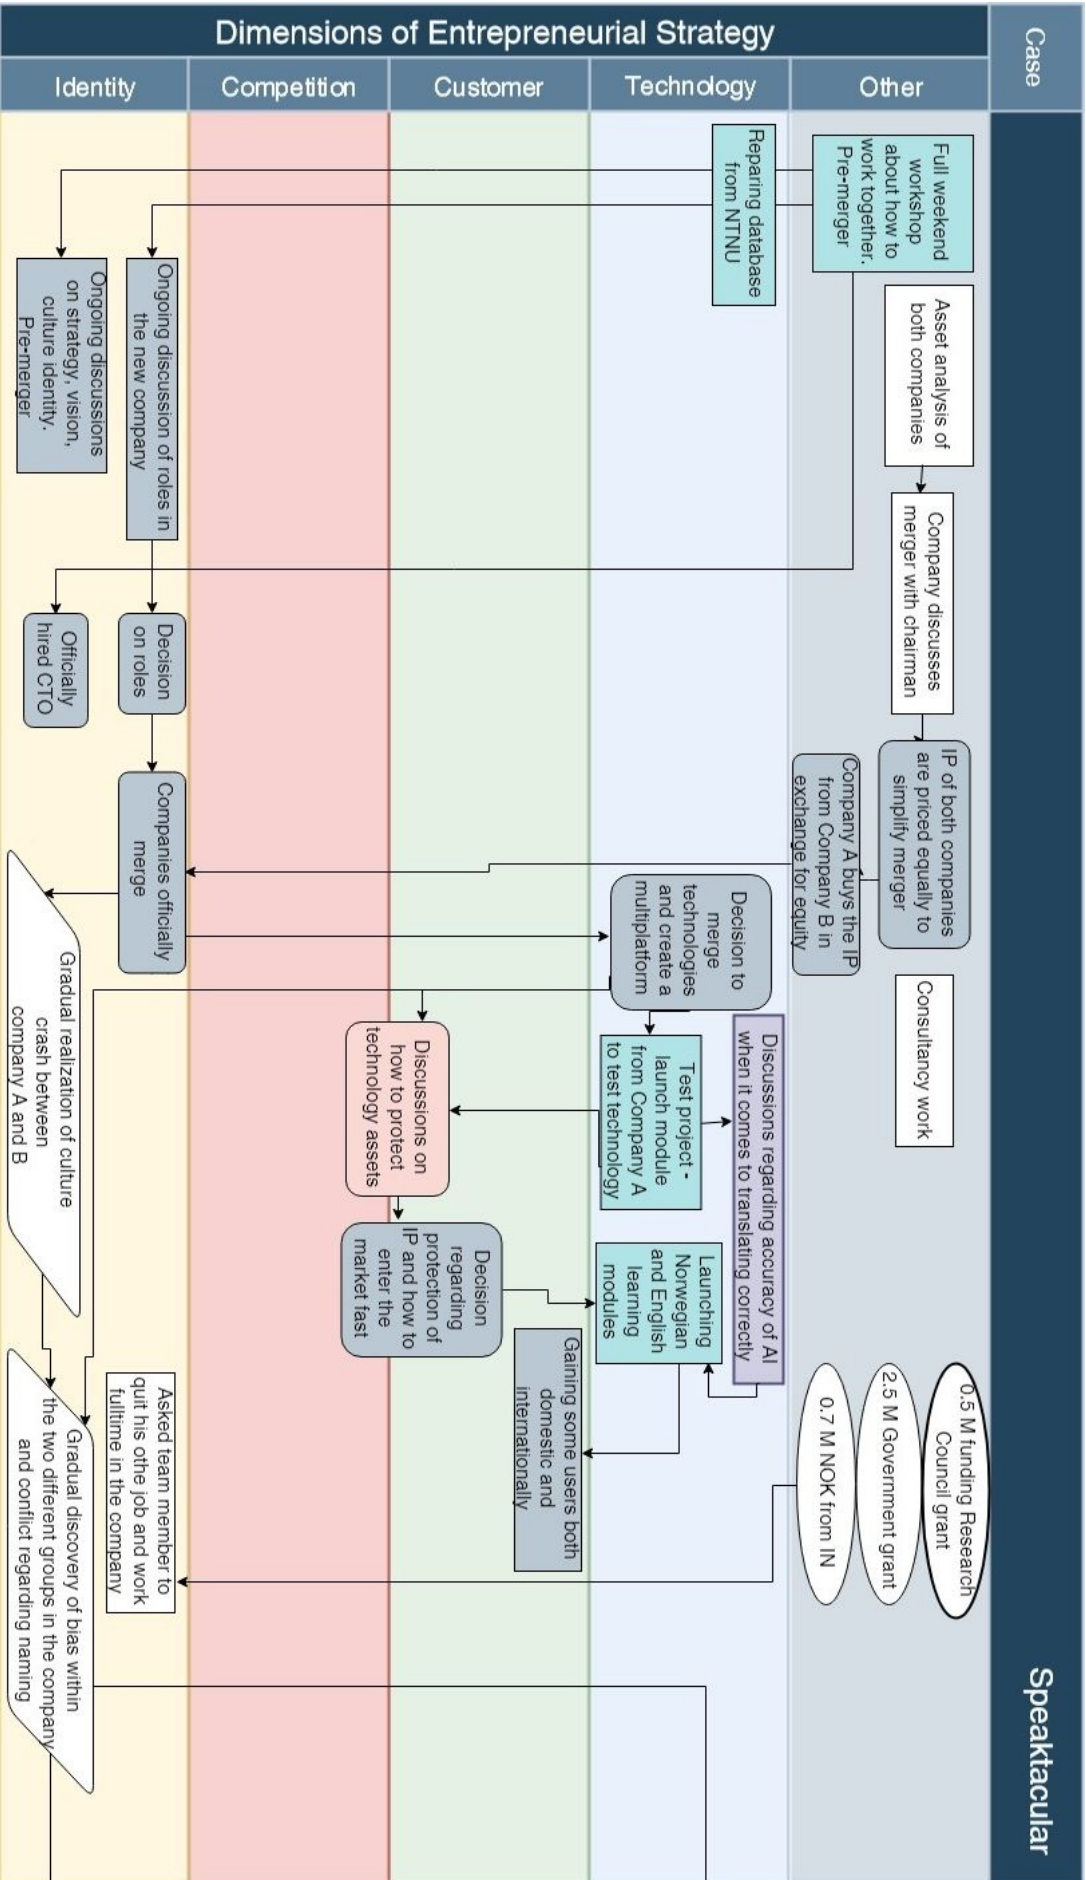 Dimensions of Entrepreneurial Strategy
Case
Identity
Competition
Customer
Technology
Other
Speaktacular
Full weekend
workshop
about how to
work together.
Pre-merger
Asset analysis of
both companies
Company discusses
merger with chairman
IP of both companies
are priced equally to
simplify merger
Company A buys the IP
from Company B in
exchange for equity
Consultancy work
0.5 M funding Research
Council grant
2.5 M Government grant
0.7 M NOK from IN
Reparing database
from NTNU
Decision to
merge
technologies
and create a
multiplatform
Discussions regarding accuracy of AI
when it comes to translating correctly
Test project -
launch module
from Company A
to test technology
Launching
Norwegian
and English
learning
modules
Gaining some users both
domestic and
internationally
Discussions on
how to protect
technology assets
Decision
regarding
protection of
IP and how to
enter the
market fast
Ongoing discussion of roles in
the new company
Ongoing discussions
on strategy, vision,
culture identity.
Pre-merger
Decision
on roles
Officially
hired CTO
Companies officially
merge
Gradual realization of culture
crash between
company A and B
Asked team member to
quit his othe job and work
fulltime in the company
Gradual discovery of bias within
the two different groups in the company
and conflict regarding naming